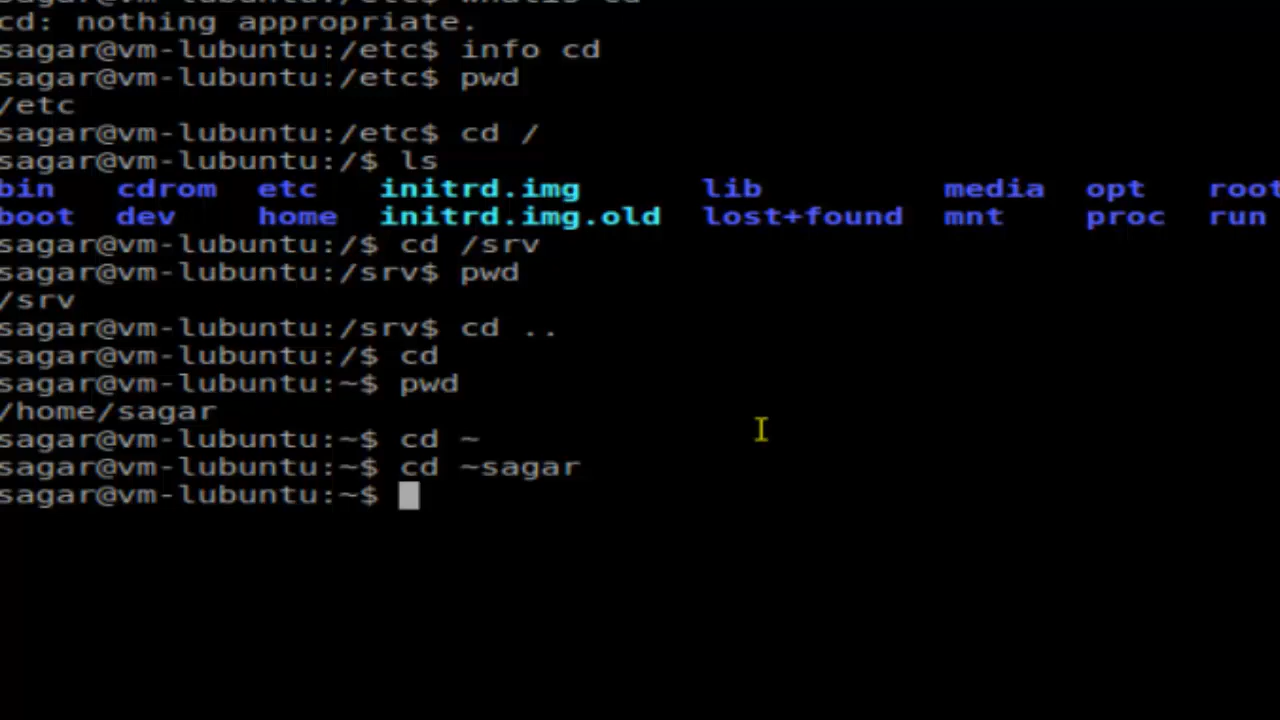 cd: nothing appropriate.
sagar@vm-lubuntu:/etc$ info cd
sagar@vm-lubuntu:/etc$ pwd
/etc
sagar@vm-lubuntu:/etc$ cd /
sagar@vm-lubuntu:/$ ls
bin cdrom etc initrd.img lib media opt root
boot dev home initrd.img.old lost+found mnt proc run
sagar@vm-lubuntu:/$ cd /srv
sagar@vm-lubuntu:/srv$ pwd
/srv
sagar@vm-lubuntu:/srv$ cd ..
sagar@vm-lubuntu:/$ cd
sagar@vm-lubuntu:~$ pwd
/home/sagar
sagar@vm-lubuntu:~$ cd ~
sagar@vm-lubuntu:~$ cd ~sagar
sagar@vm-lubuntu:~$